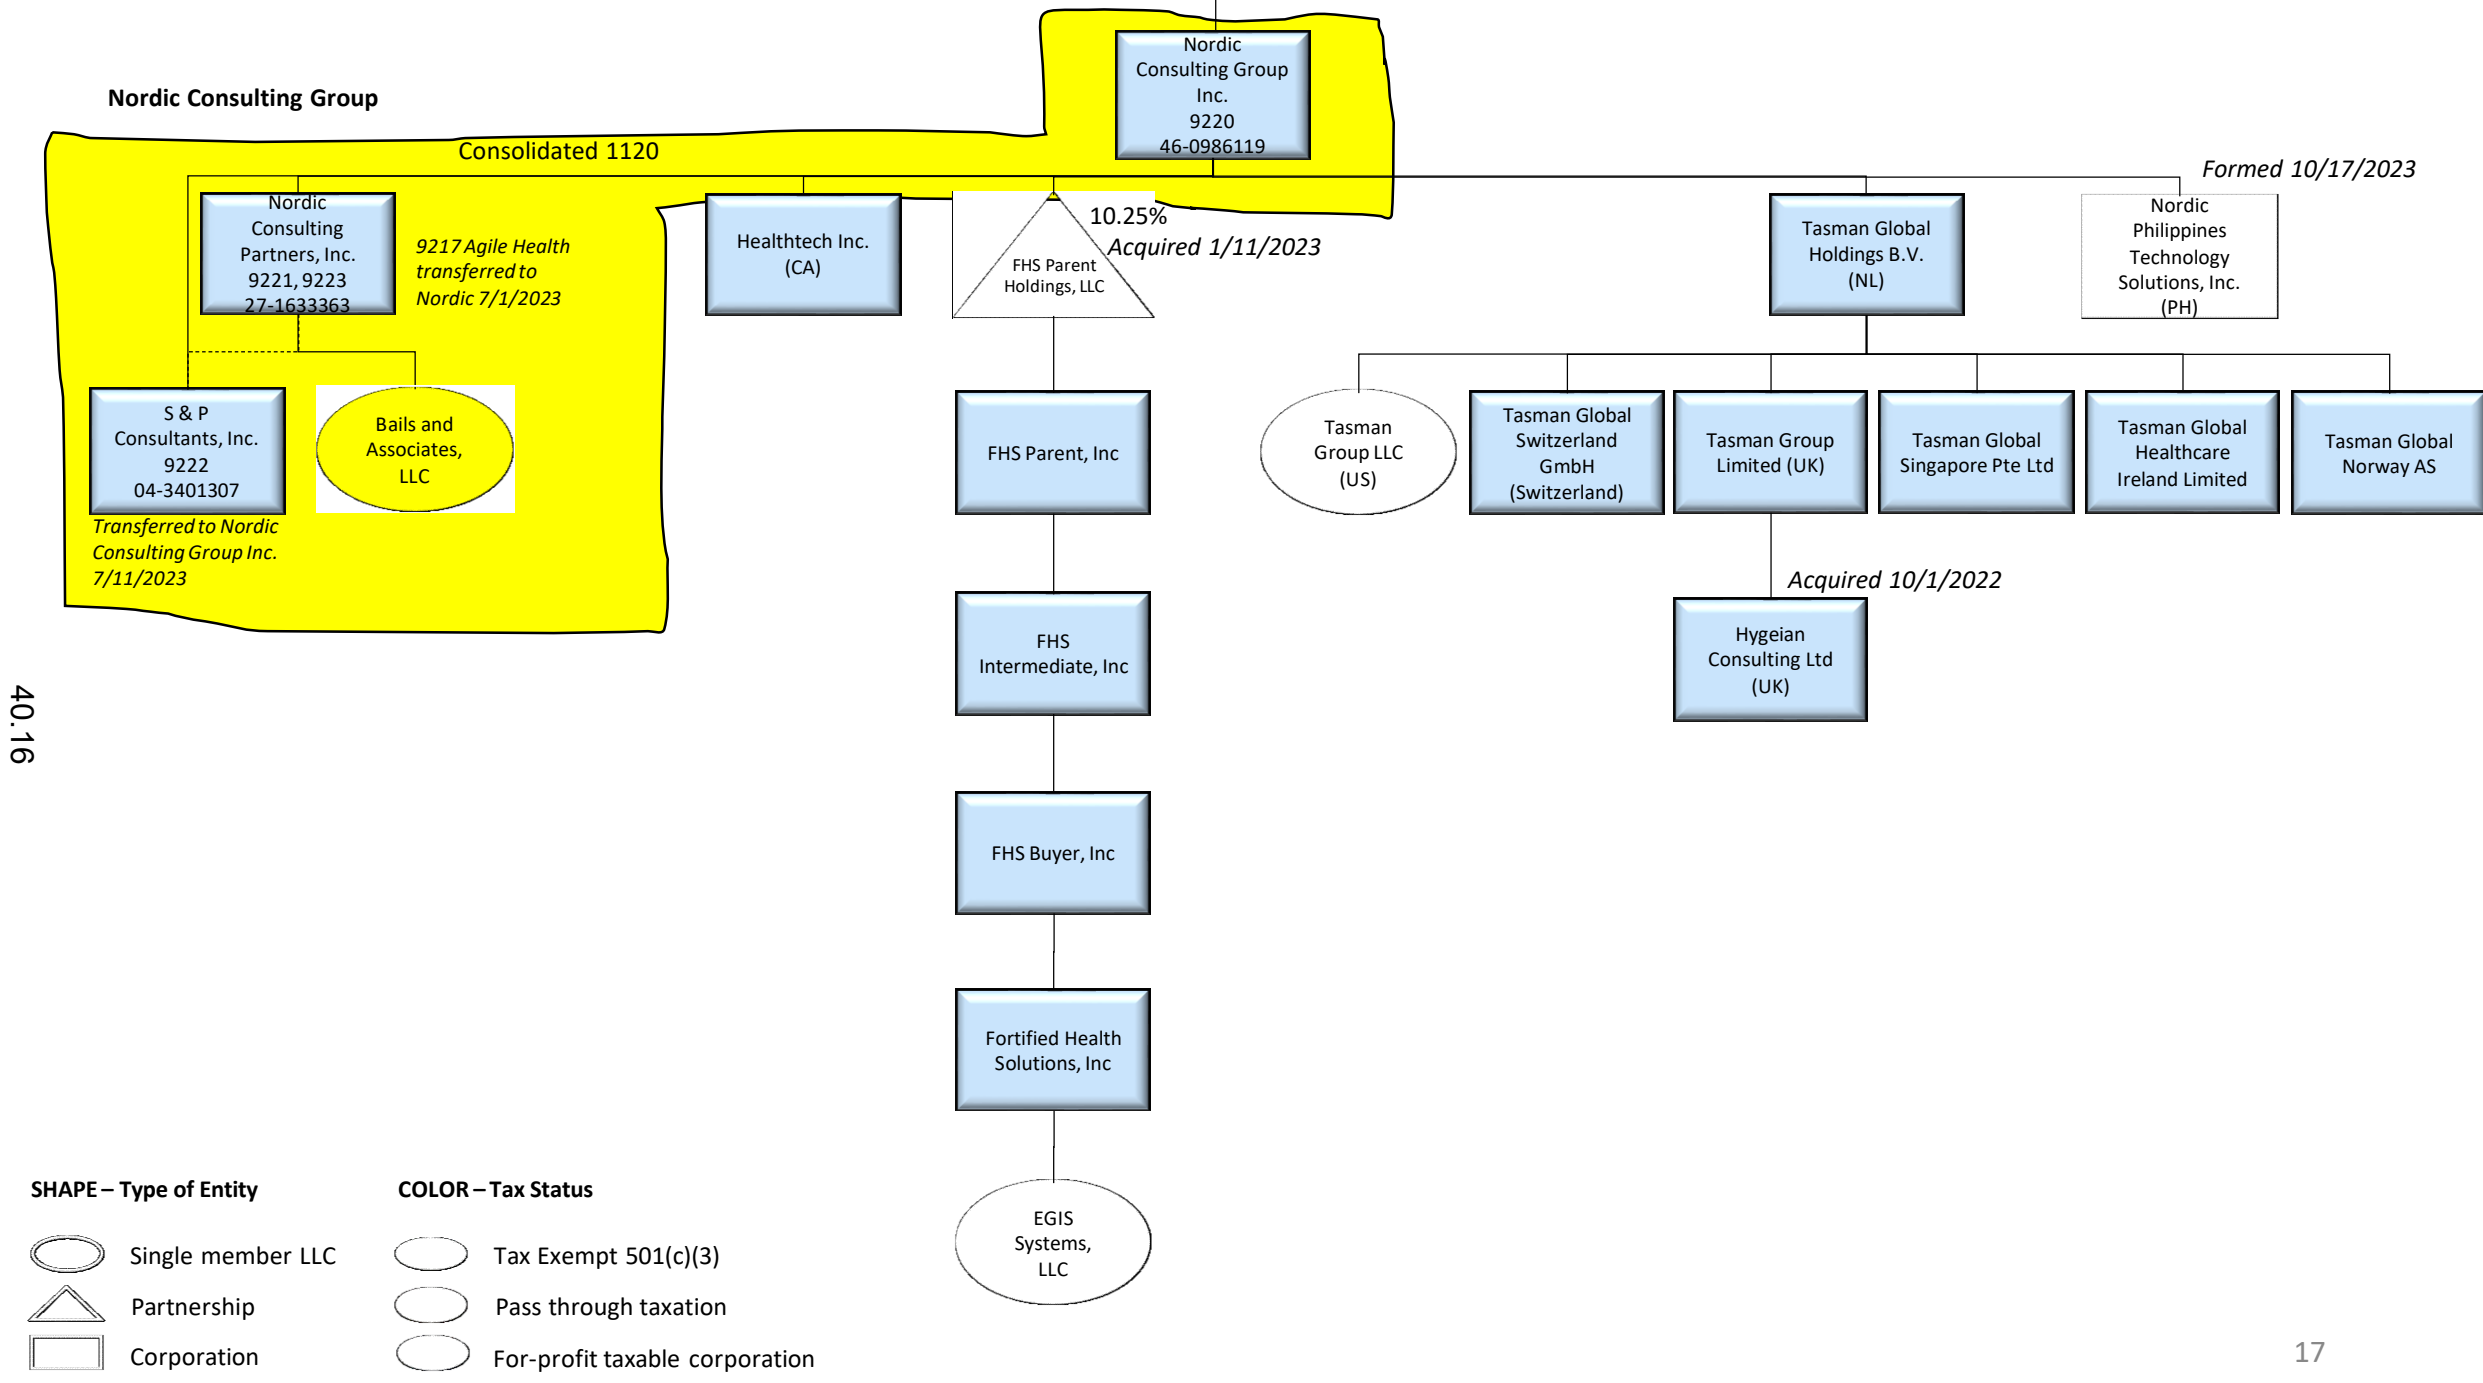 Nordic
Consulting Group
Inc.
9220
46-0986119
Nordic Consulting Group
Consolidated 1120
Formed 10/17/2023
Nordic
Consulting
Partners, Inc.
9221, 9223
27-1633363
9217 Agile Health
transferred to
Nordic 7/1/2023
Healthtech Inc.
(CA)
10.25%
Acquired 1/11/2023
FHS Parent
Holdings, LLC
Tasman Global
Holdings B.V.
(NL)
Nordic
Philippines
Technology
Solutions, Inc.
(PH)
S & P
Consultants, Inc.
9222
04-3401307
Transferred to Nordic
Consulting Group Inc.
7/11/2023
Bails and
Associates,
LLC
FHS Parent, Inc
Tasman
Group LLC
(US)
Tasman Global
Switzerland
GmbH
(Switzerland)
Tasman Group
Limited (UK)
Tasman Global
Singapore Pte Ltd
Tasman Global
Healthcare
Ireland Limited
Tasman Global
Norway AS
Acquired 10/1/2022
FHS
Intermediate, Inc
Hygeian
Consulting Ltd
(UK)
40.16
FHS Buyer, Inc
Fortified Health
Solutions, Inc
EGIS
Systems,
LLC
SHAPE – Type of Entity
Single member LLC
Partnership
Corporation
COLOR – Tax Status
Tax Exempt 501(c)(3)
Pass through taxation
For-profit taxable corporation
17